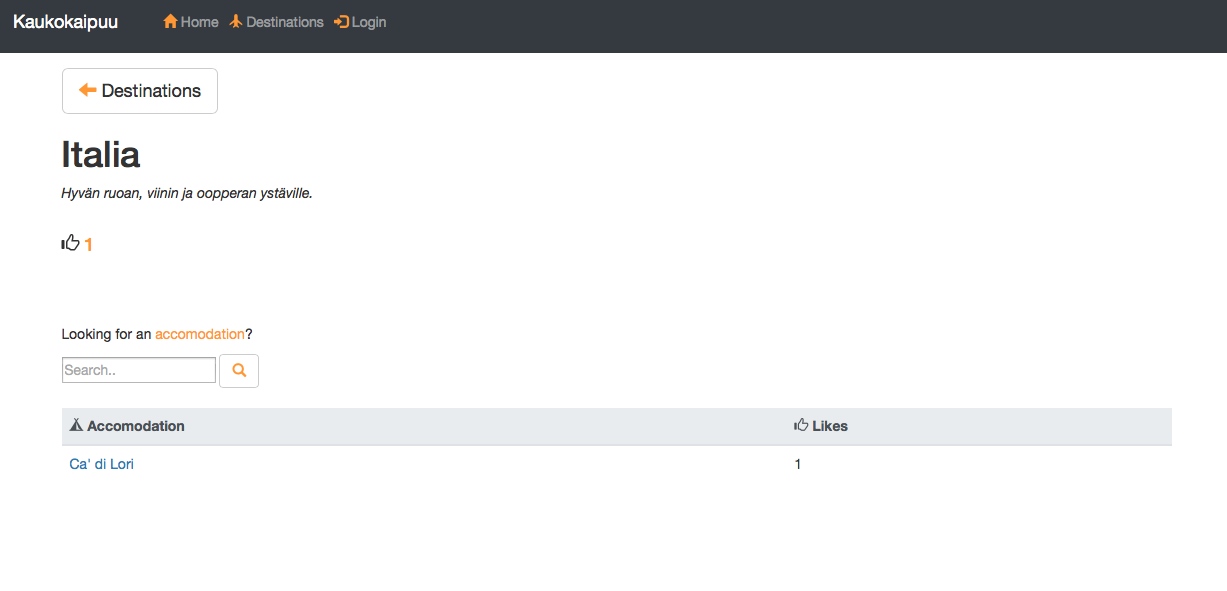 Kaukokaipuu Home Destinations Login
Destinations
Italia
Hyvän ruoan, viinin ja oopperan ystäville.
1
Looking for an accomodation?
Search..
Accomodation Likes
Ca' di Lori 1